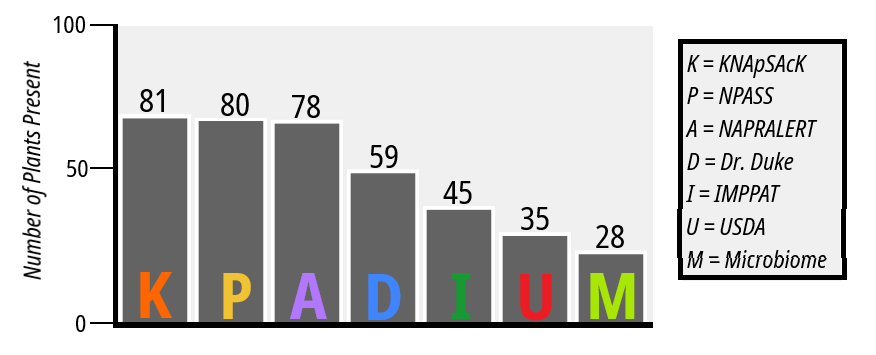 100
50
0
Number of Plants Present
81
80
78
59
45
35
28
K
P
A
D
I
U
M
K = KNApSAcK
P = NPASS
A = NAPRALERT
D = Dr. Duke
I = IMPPAT
U = USDA
M = Microbiome